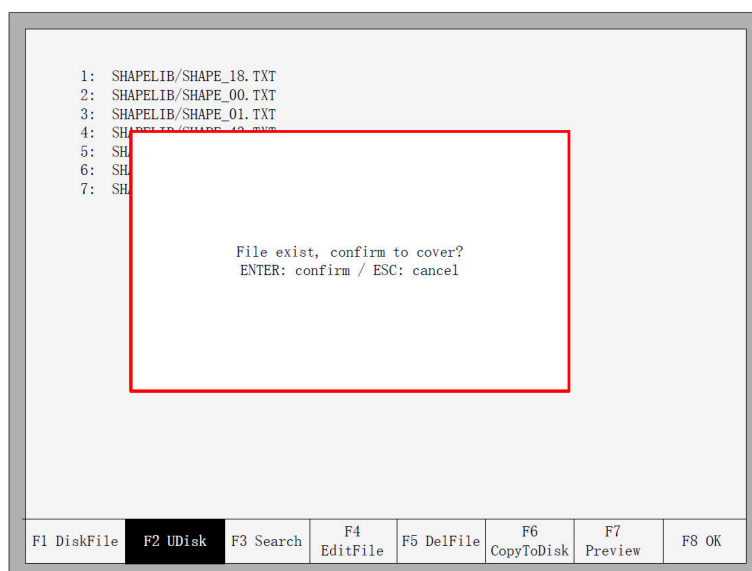 1: SHAPELIB/SHAPE_18.TXT
2: SHAPELIB/SHAPE_00.TXT
3: SHAPELIB/SHAPE_01.TXT
4:
5:
6:
7:
File exist, confirm to cover?
ENTER: confirm / ESC: cancel
F1 DiskFile
F2 UDisk
F3 Search
F4
EditFile
F5 DelFile
F6
CopyToDisk
F7
Preview
F8 OK